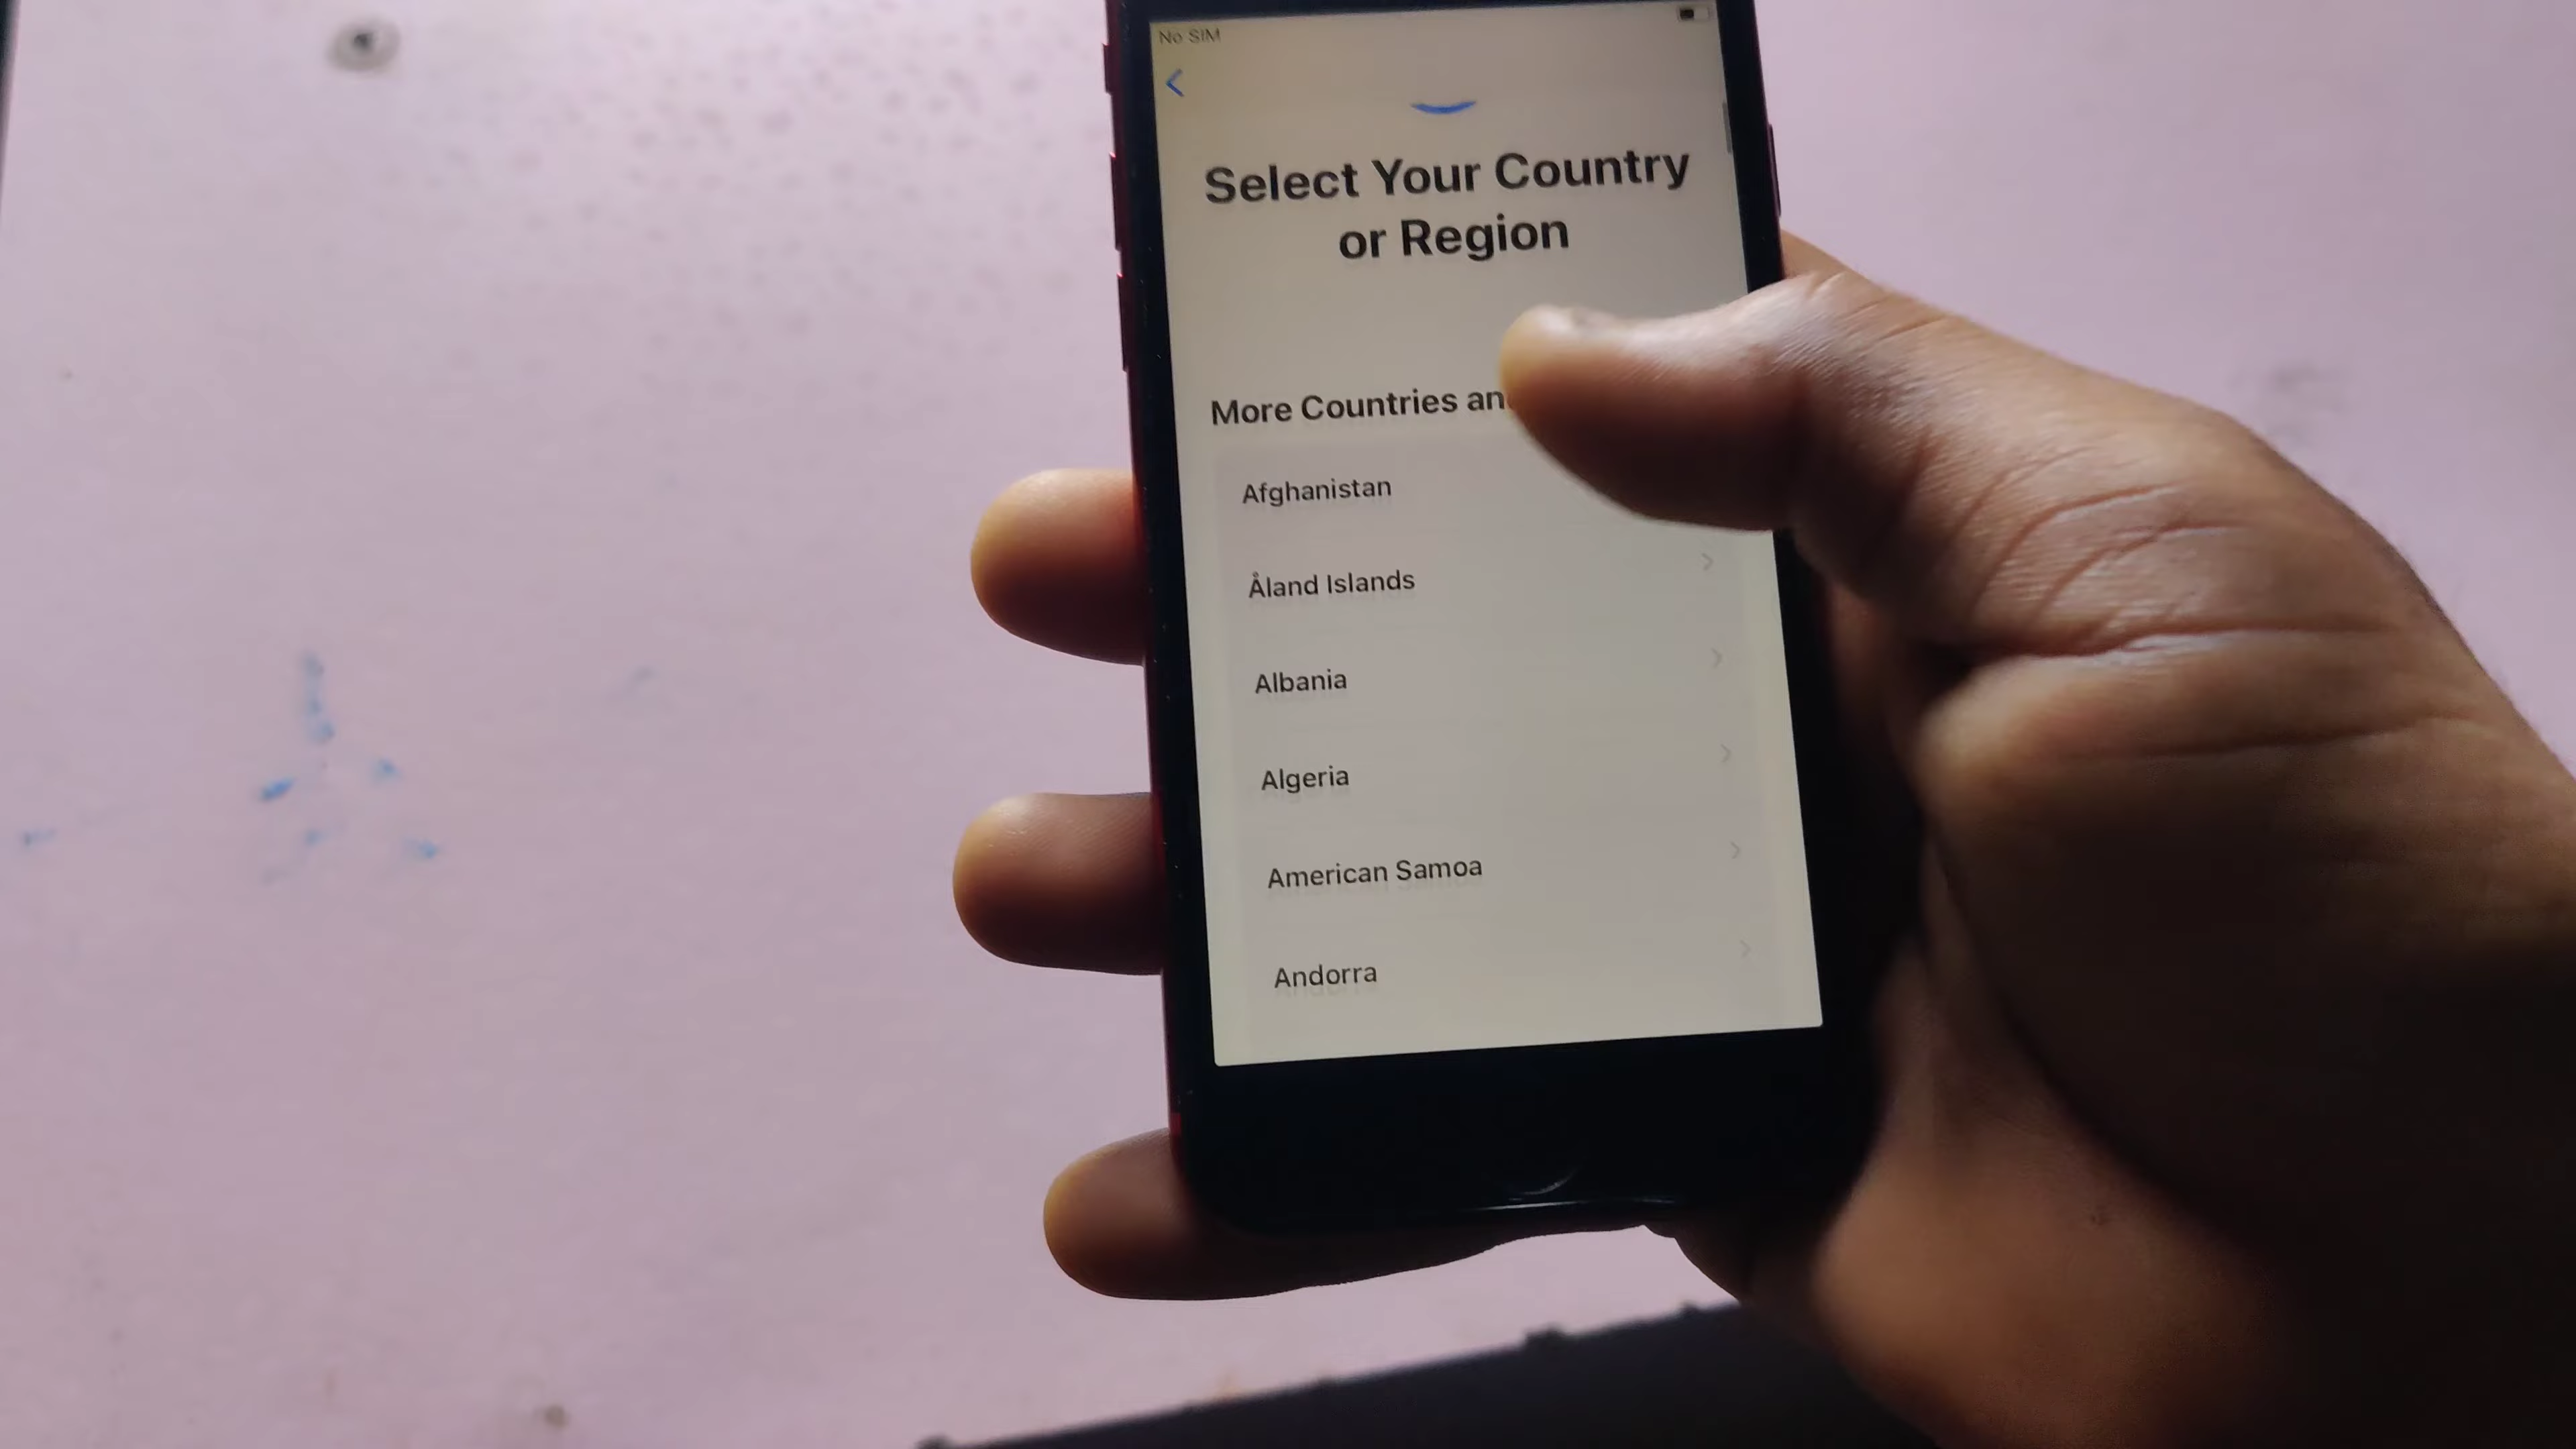 No SIM
Select Your Country
or Region
More Countries an
Afghanistan
Åland Islands
Albania
Algeria
American Samoa
Andorra